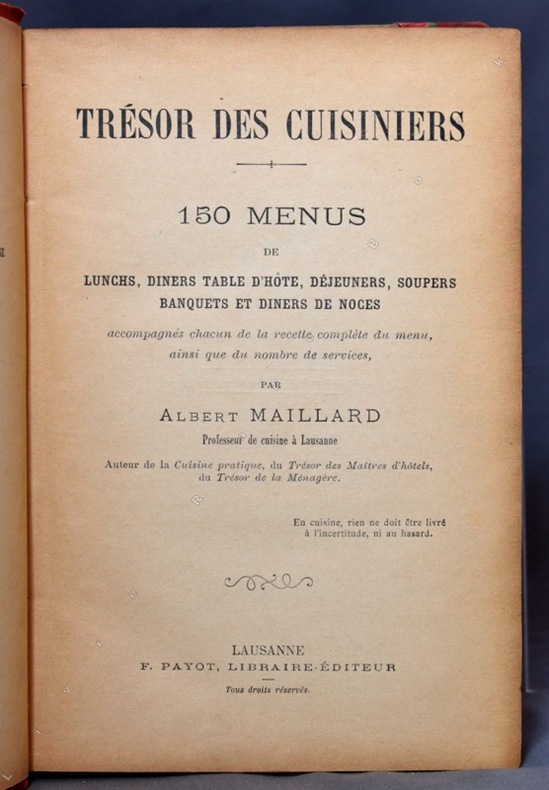 TRÉSOR DES CUISINIERS
150 MENUS
DE
LUNCHS, DINERS TABLE D'HÔTE, DÉJEUNERS, SOUPERS
BANQUETS ET DINERS DE NOCES
accompagnés chacun de la recette complète du menu,
ainsi que du nombre de services,
PAR
ALBERT MAILLARD
Professeur de cuisine à Lausanne
Auteur de la Cuisine pratique, du Trésor des Maîtres d'hôtels,
du Trésor de la Ménagère.
En cuisine, rien ne doit être livré
à l'incertitude, ni au hasard.
LAUSANNE
F. PAYOT, LIBRAIRE-ÉDITEUR
Tous droits réservés.